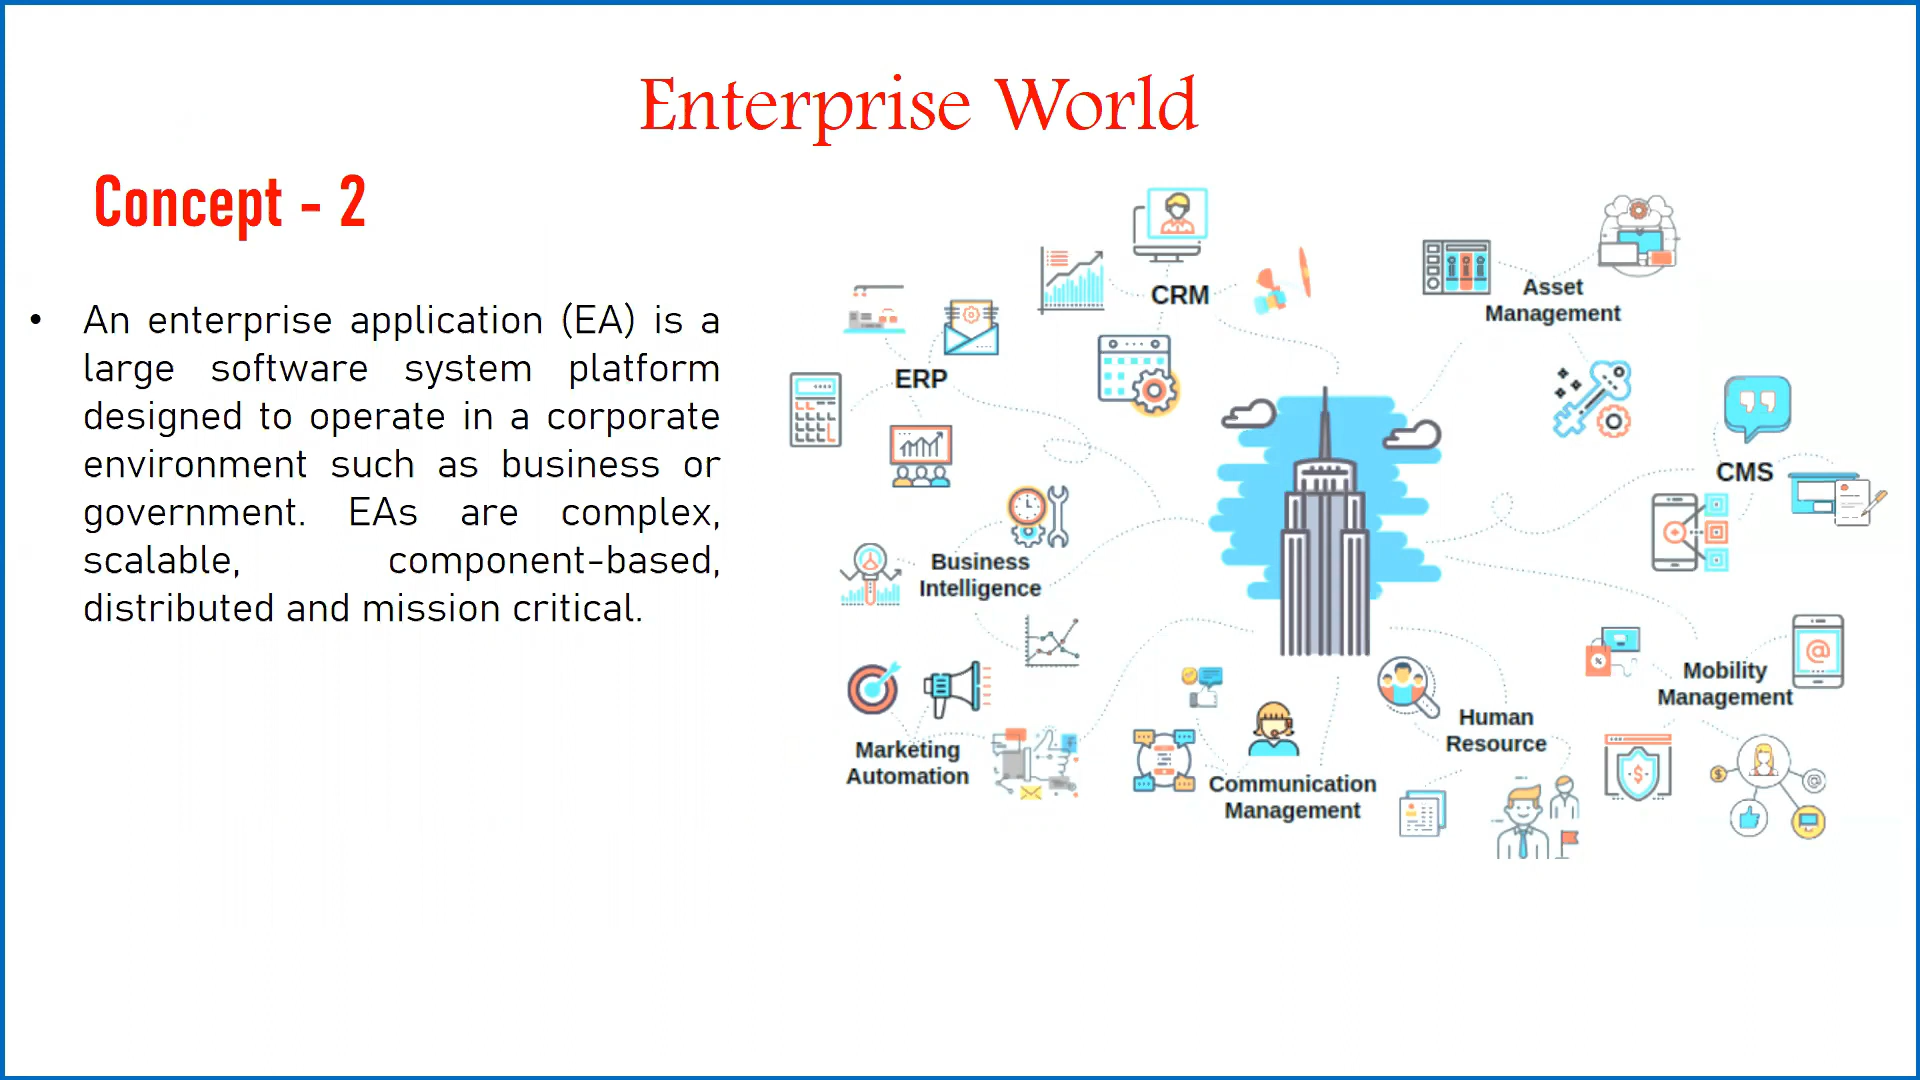 Enterprise World
Concept - 2
• An enterprise application (EA) is a
large software system platform
designed to operate in a corporate
environment such as business or
government. EAs are complex,
scalable, component-based,
distributed and mission critical.
CRM
Asset
Management
ERP
CMS
Business
Intelligence
Mobility
Management
Human
Resource
Marketing
Automation
Communication
Management